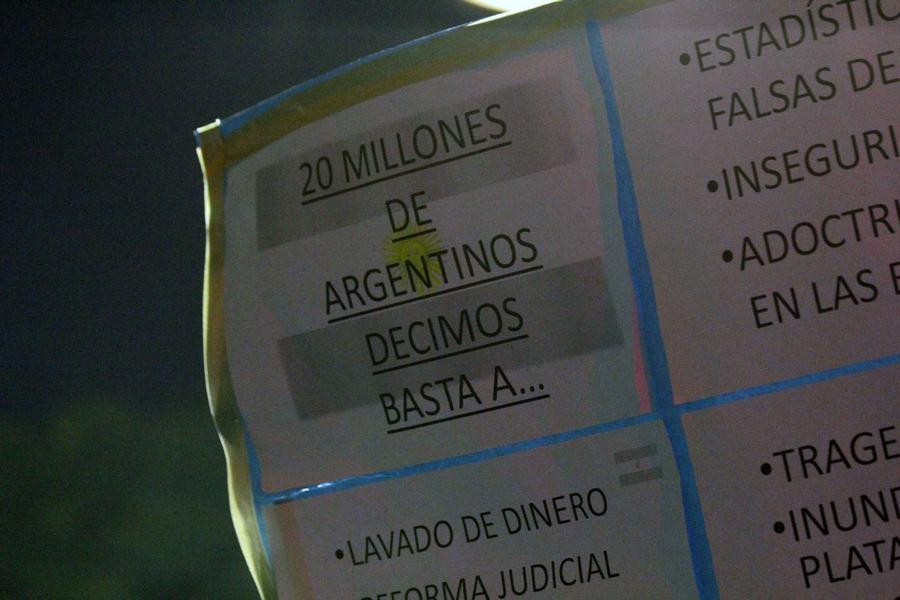 20 MILLONES
DE
ARGENTINOS
DECIMOS
BASTA A...
•LAVADO DE DINERO
REFORMA JUDICIAL
•ESTADÍSTIC
FALSAS DE
•INSEGURI
•ADOCTRI
EN LAS E
•TRAGE
•INUND
PLATA